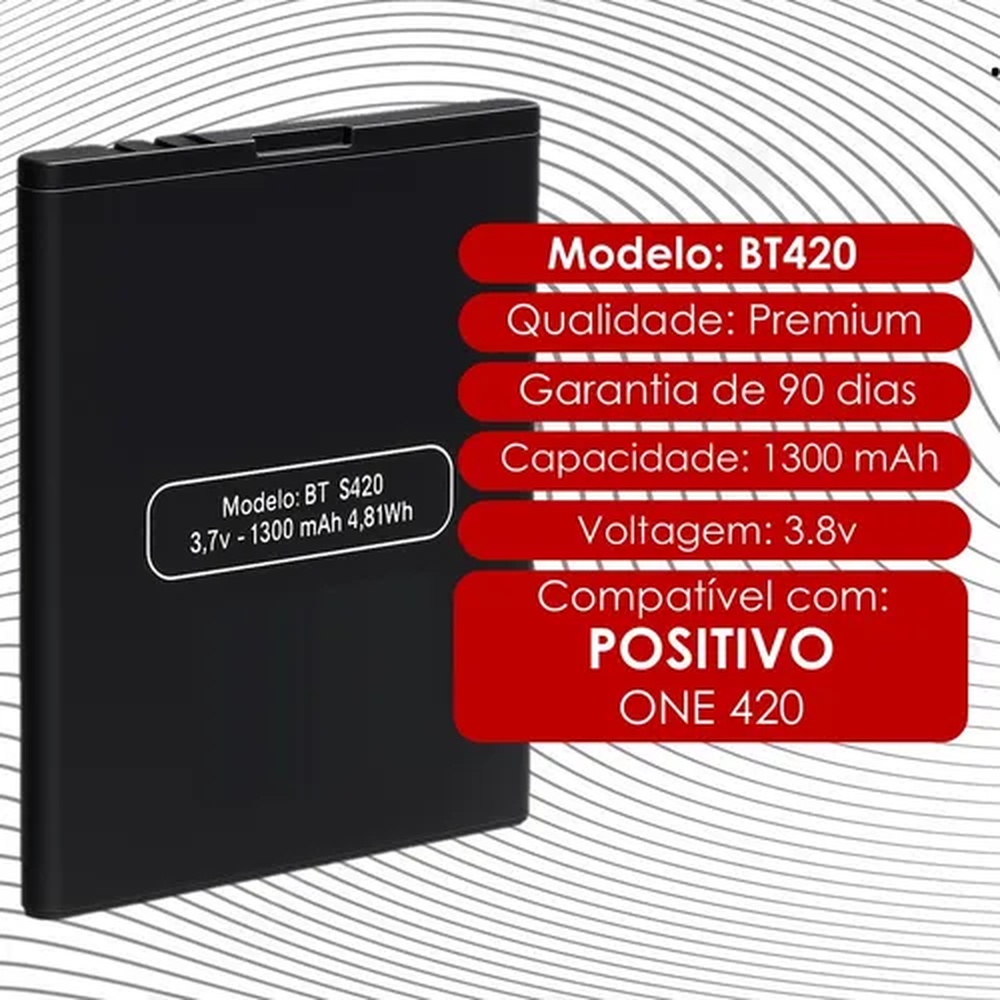 Modelo: BT S420
3,7v - 1300 mAh 4,81Wh
Modelo: BT420
Qualidade: Premium
Garantia de 90 dias
Capacidade: 1300 mAh
Voltagem: 3.8v
Compatível com:
POSITIVO
ONE 420